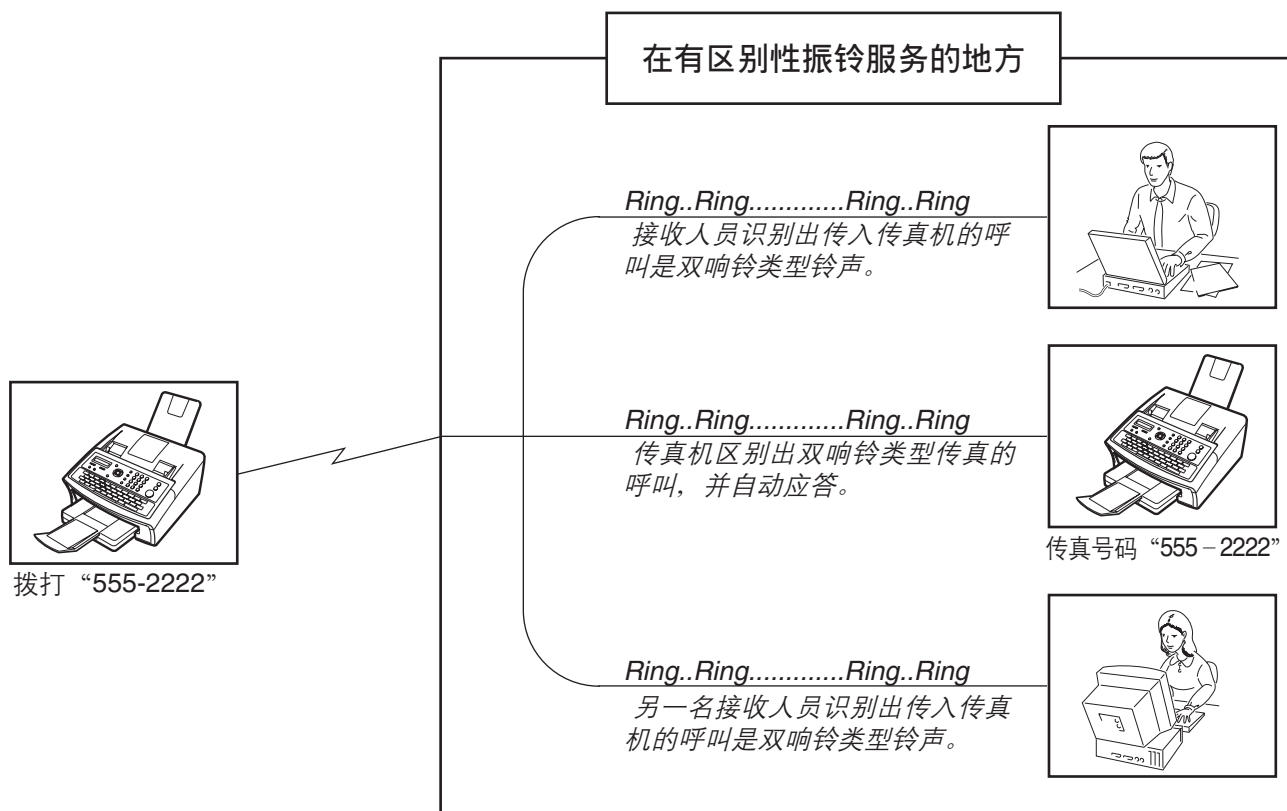 在有区别性振铃服务的地方
Ring..Ring.............Ring..Ring
接收人员识别出传入传真机的呼
叫是双响铃类型铃声。
Ring..Ring.............Ring..Ring
传真机区别出双响铃类型传真的
呼叫，并自动应答。
传真号码“555–2222”
拨打“555-2222”
Ring..Ring.............Ring..Ring
另一名接收人员识别出传入传真
机的呼叫是双响铃类型铃声。